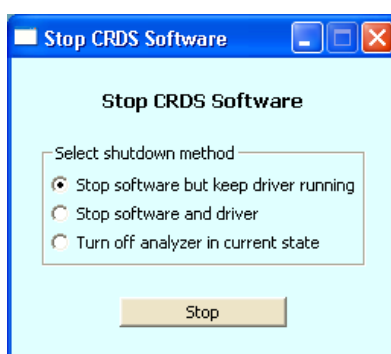 Stop CRDS Software
Stop CRDS Software
Select shutdown method
Stop software but keep driver running
Stop software and driver
Turn off analyzer in current state
Stop